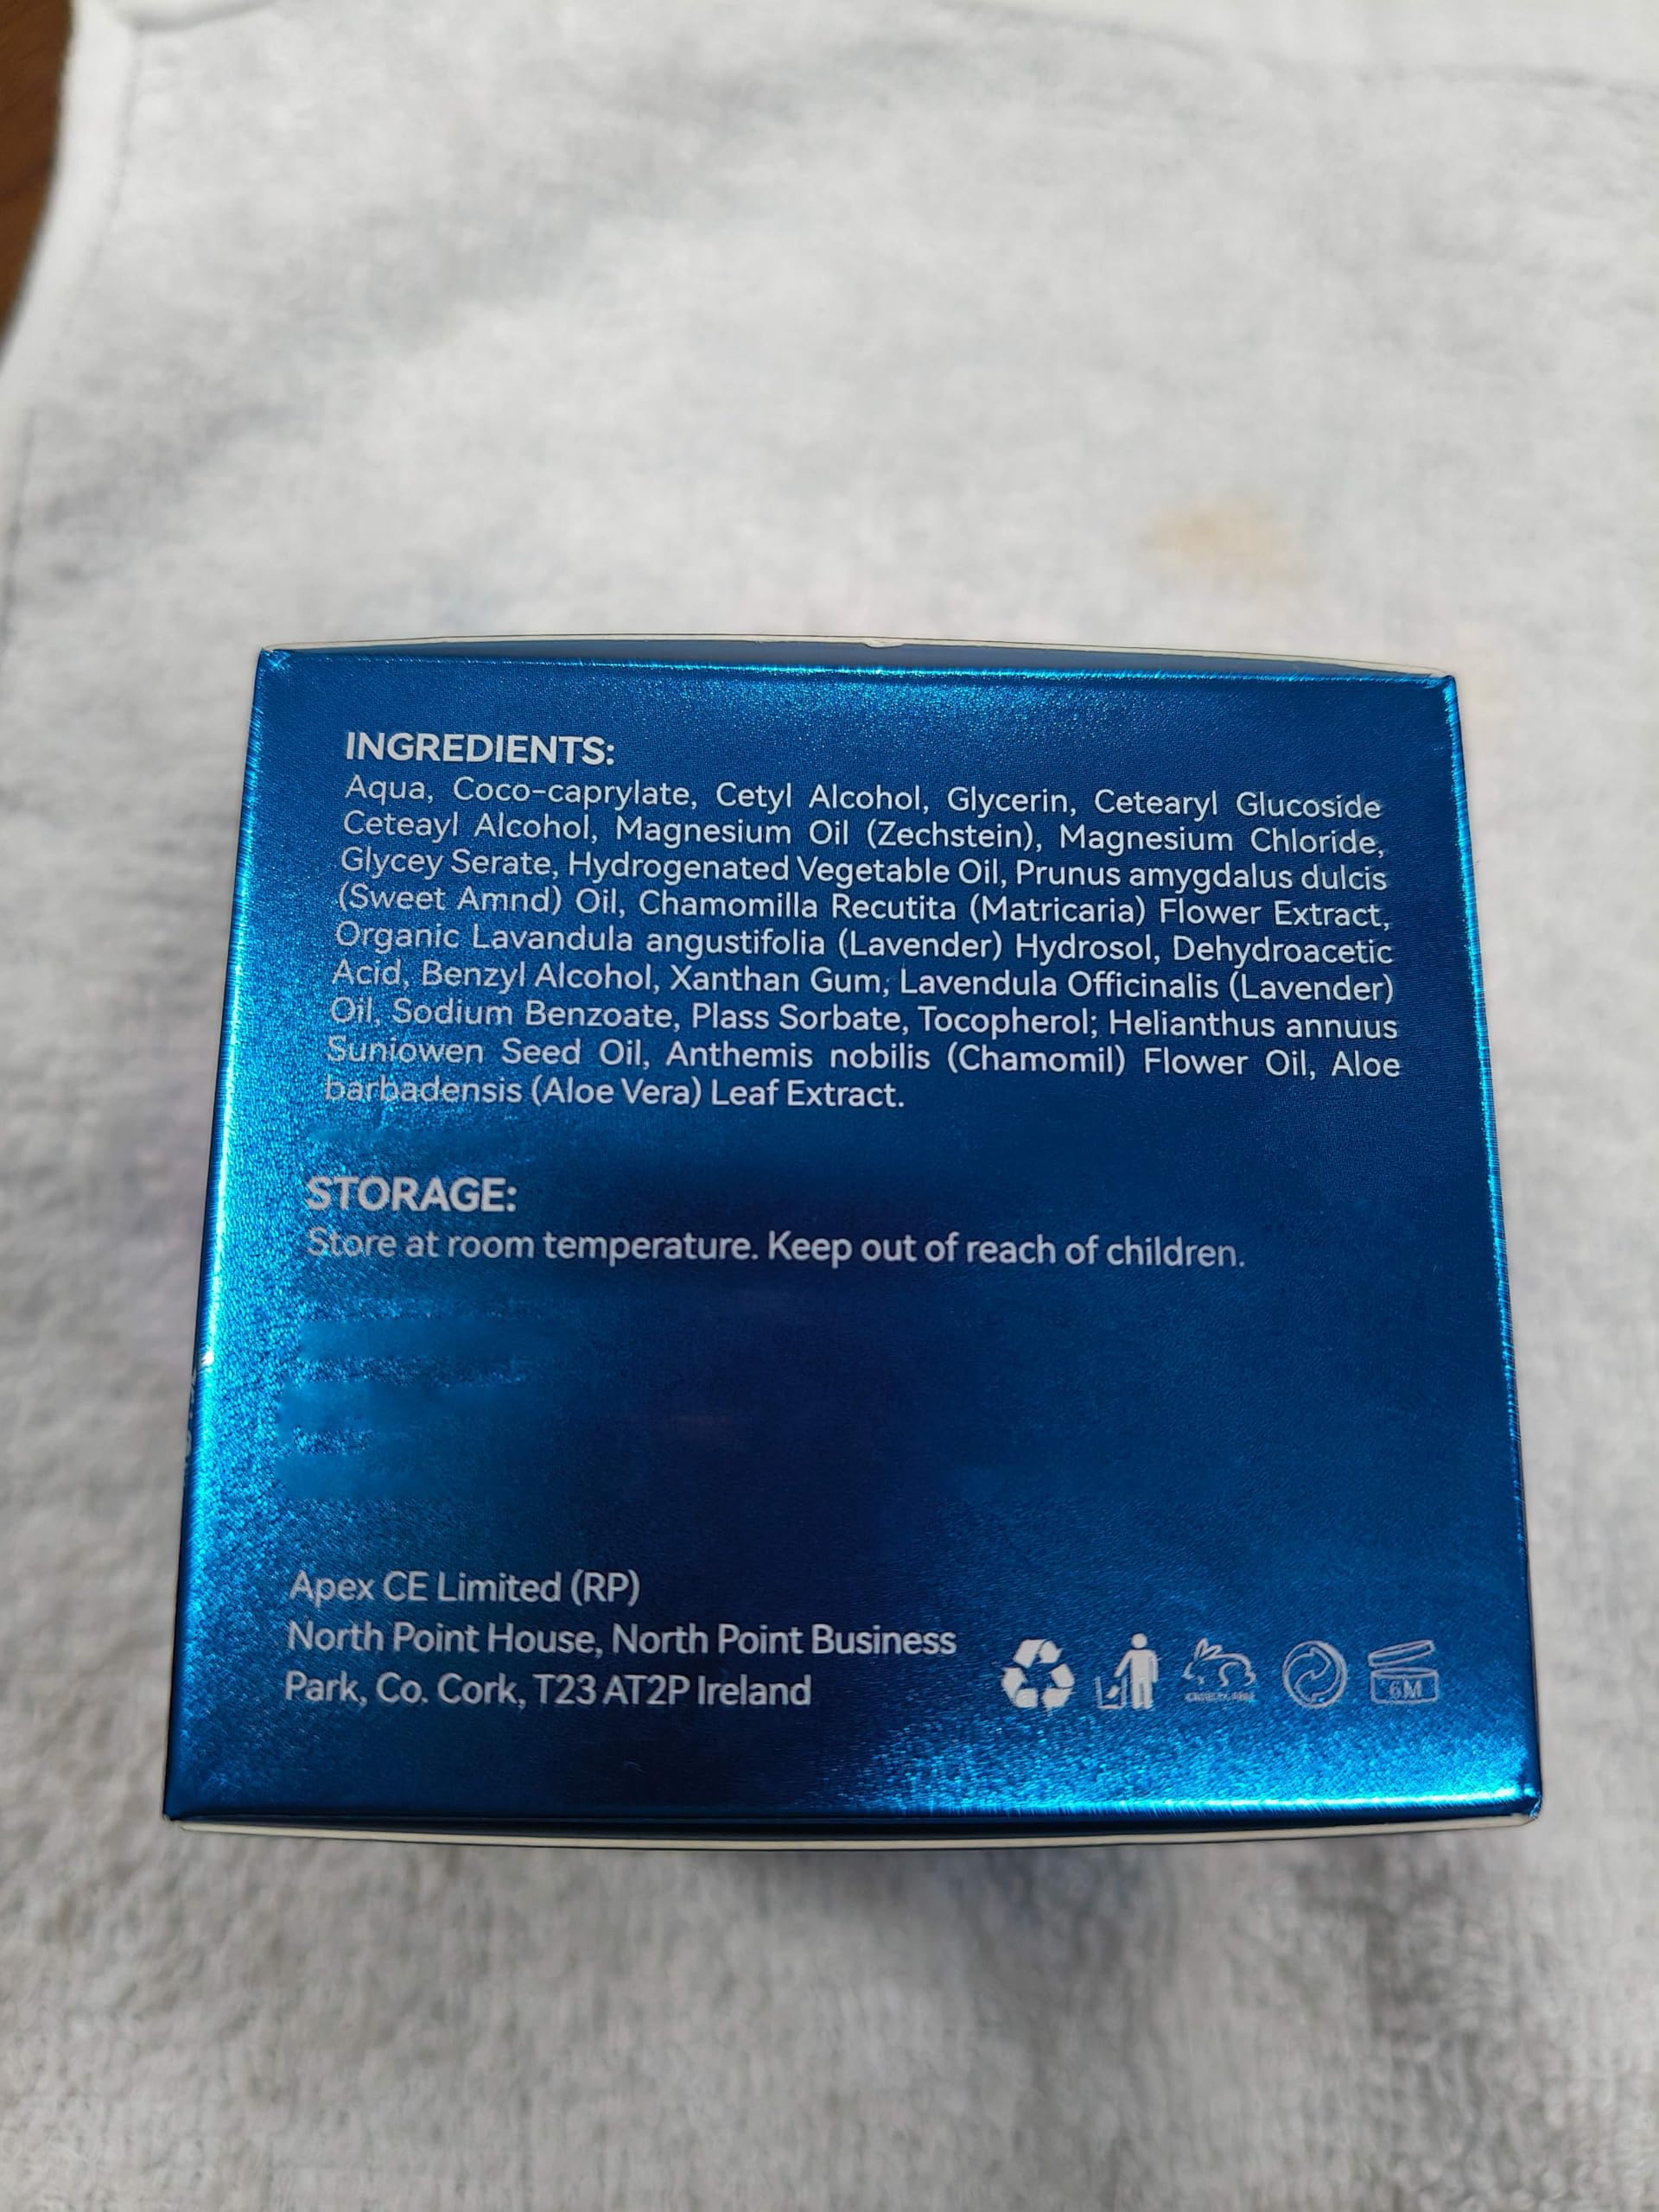 INGREDIENTS:
Aqua, Coco-caprylate, Cetyl Alcohol, Glycerin, Cetearyl Glucoside
Ceteayl Alcohol, Magnesium Oil (Zechstein), Magnesium Chloride,
Glycey Serate, Hydrogenated Vegetable Oil, Prunus amygdalus dulcis
(Sweet Amnd) Oil, Chamomilla Recutita (Matricaria) Flower Extract,
Organic Lavandula angustifolia (Lavender) Hydrosol, Dehydroacetic
Acid, Benzyl Alcohol, Xanthan Gum, Lavendula Officinalis (Lavender)
Oil, Sodium Benzoate, Plass Sorbate, Tocopherol; Helianthus annuus
Suniowen Seed Oil, Anthemis nobilis (Chamomil) Flower Oil, Aloe
barbadensis (Aloe Vera) Leaf Extract.
STORAGE:
Store at room temperature. Keep out of reach of children.
Apex CE Limited (RP)
North Point House, North Point Business
Park, Co. Cork, T23 AT2P Ireland
6M